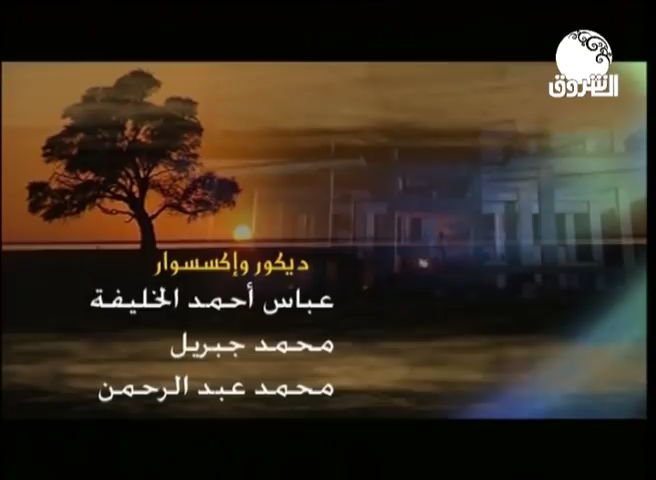 الشروق
ديكور وإكسسوار
عباس أحمد الخليفة
محمد جبريل
محمد عبد الرحمن